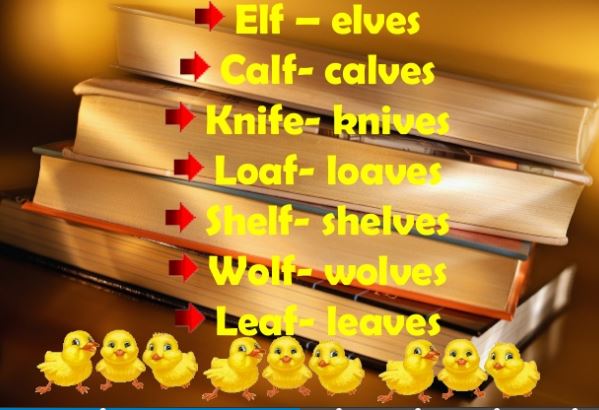 Elf – elves
Calf- calves
Knife- knives
Loaf- loaves
Shelf- shelves
Wolf- wolves
Leaf- leaves